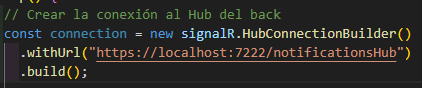 // Crear la conexión al Hub del back
const connection = new signalR.HubConnectionBuilder()
.withUrl("https://localhost:7222/notificationsHub")
.build();